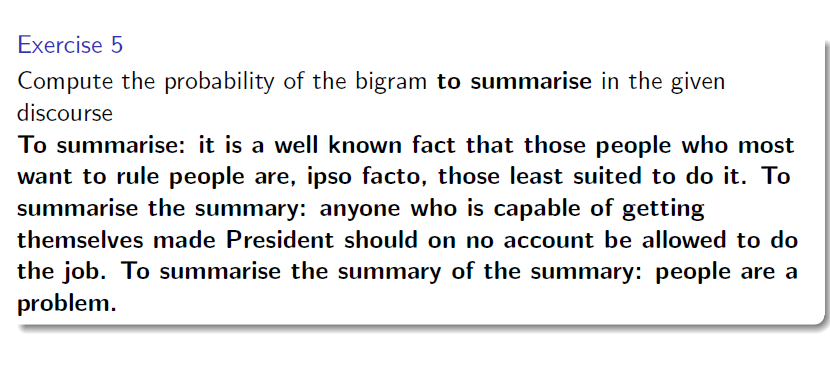 Exercise 5
Compute the probability of the bigram to summarise in the given
discourse
To summarise: it is a well known fact that those people who most
want to rule people are, ipso facto, those least suited to do it. To
summarise the summary: anyone who is capable of getting
themselves made President should on no account be allowed to do
the job. To summarise the summary of the summary: people are a
problem.